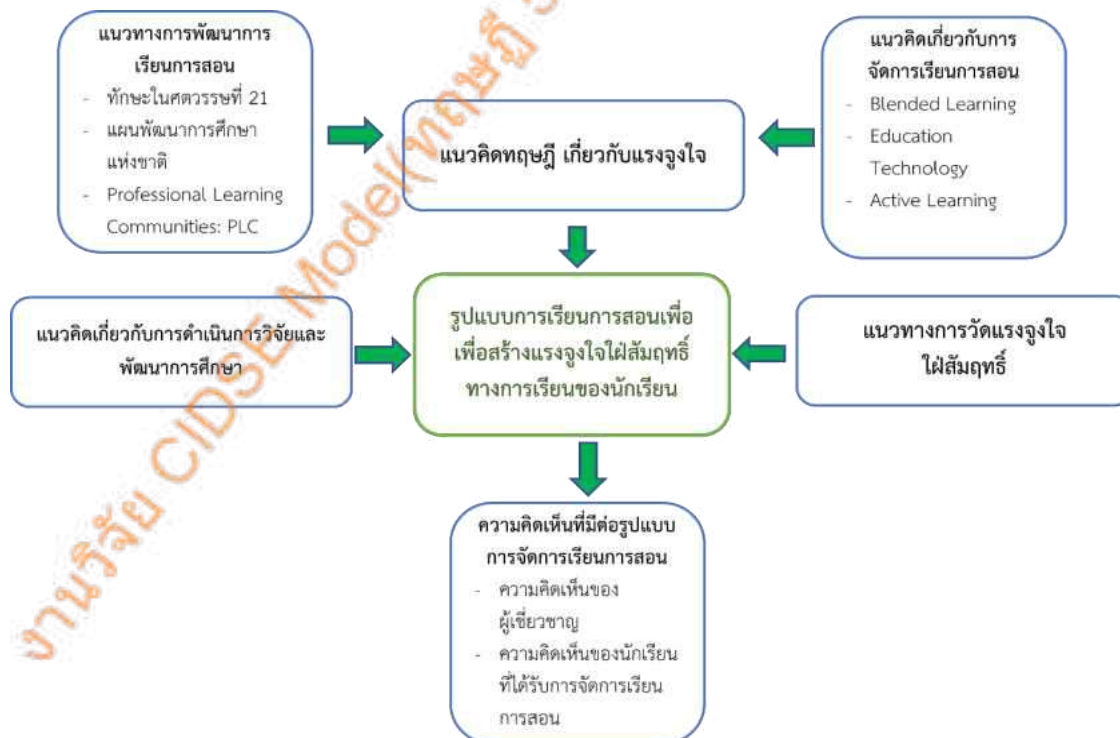 แนวทางการพัฒนาการ
เรียนการสอน
- ทักษะในศตวรรษที่ 21
- แผนพัฒนาการศึกษา
แห่งชาติ
- Professional Learning
Communities: PLC
แนวคิดทฤษฎี เกี่ยวกับแรงจูงใจ
แนวคิดเกี่ยวกับการ
จัดการเรียนการสอน
- Blended Learning
- Education
Technology
- Active Learning
แนวคิดเกี่ยวกับการดำเนินการวิจัยและ
พัฒนาการศึกษา
รูปแบบการเรียนการสอนเพื่อ
เพื่อสร้างแรงจูงใจใฝ่สัมฤทธิ์
ทางการเรียนของนักเรียน
แนวทางการวัดแรงจูงใจ
ใฝ่สัมฤทธิ์
ความคิดเห็นที่มีต่อรูปแบบ
การจัดการเรียนการสอน
- ความคิดเห็นของ
ผู้เชี่ยวชาญ
- ความคิดเห็นของนักเรียน
ที่ได้รับการจัดการเรียน
การสอน
งานวิจัย CIDSE Model(ทฤษฎี